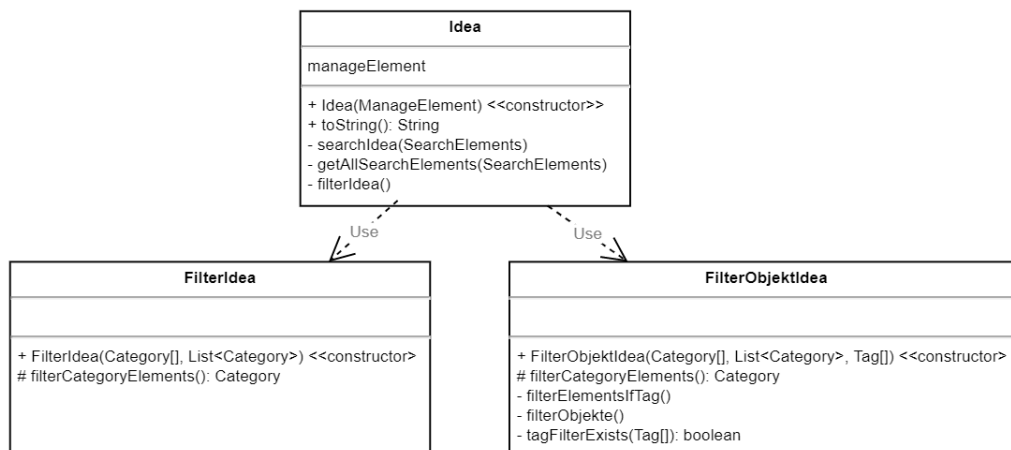 Idea
manageElement
+ Idea(ManageElement) <<constructor>>
+ toString(): String
- searchIdea(SearchElements)
- getAllSearchElements(SearchElements)
- filterIdea()
Use
Use
FilterIdea
+ FilterIdea(Category[], List<Category>) <<constructor>
# filterCategoryElements(): Category
FilterObjektIdea
+ FilterObjektIdea(Category[], List<Category>, Tag[]) <<constructor>
# filterCategoryElements(): Category
- filterElementsIfTag()
- filterObjekte()
- tagFilterExists(Tag[]): boolean